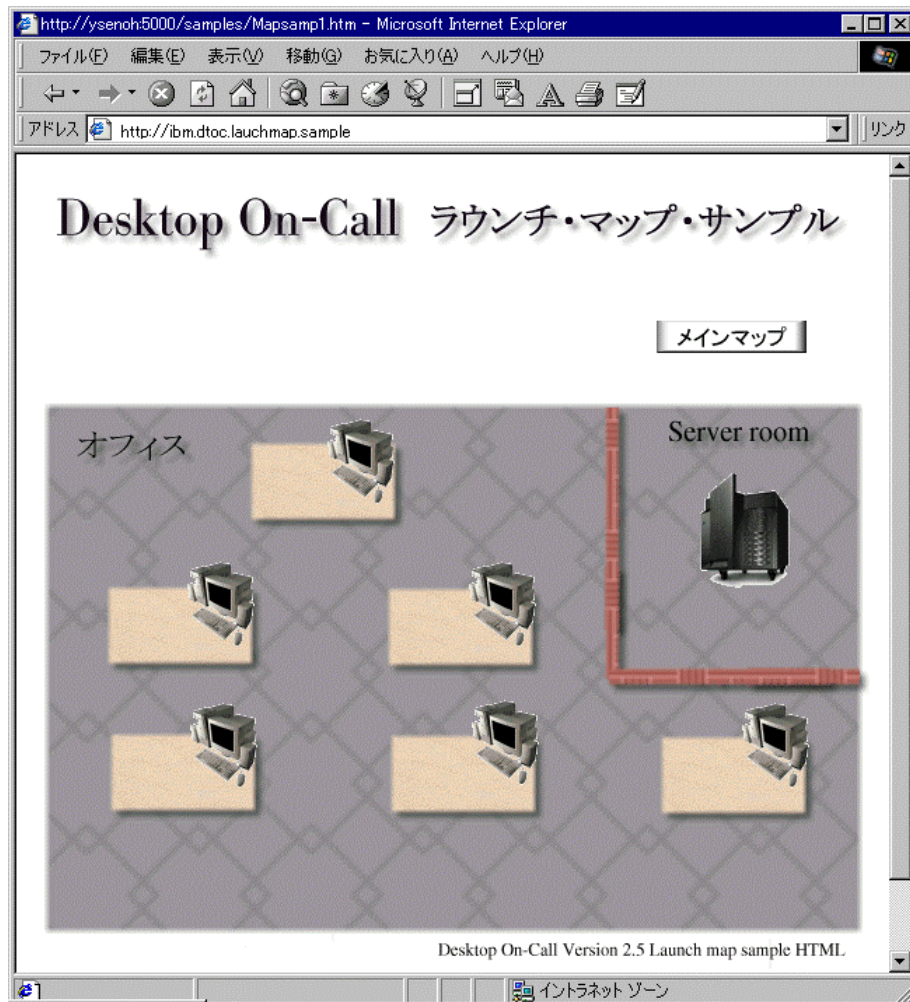 http://ysenoh:5000/samples/Mapsamp1.htm - Microsoft Internet Explorer
ファイル(F) 編集(E) 表示(V) 移動(G) お気に入り(A) ヘルプ(H)
アドレス http://ibm.dtoc.lauchmap.sample リンク
Desktop On-Call ラウンチ・マップ・サンプル
メインマップ
オフィス
Server room
Desktop On-Call Version 2.5 Launch map sample HTML
イントラネット ゾーン